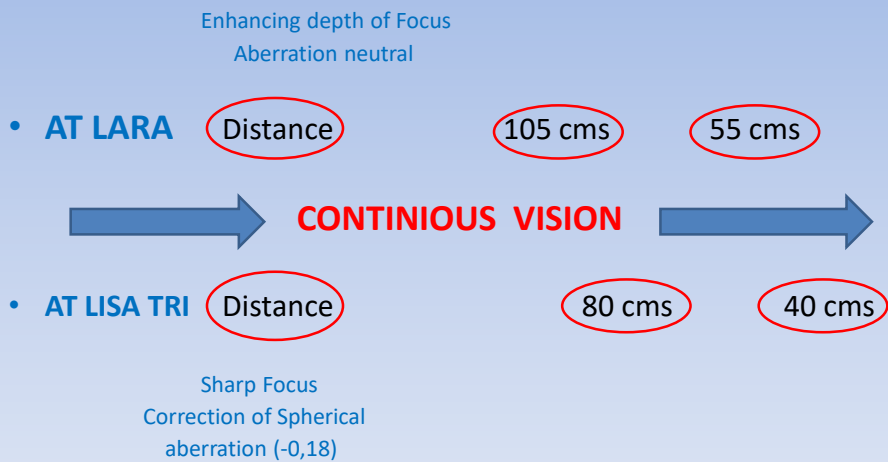 Enhancing depth of Focus
Aberration neutral
• AT LARA Distance 105 cms 55 cms
CONTINIOUS VISION
• AT LISA TRI Distance 80 cms 40 cms
Sharp Focus
Correction of Spherical
aberration (-0,18)